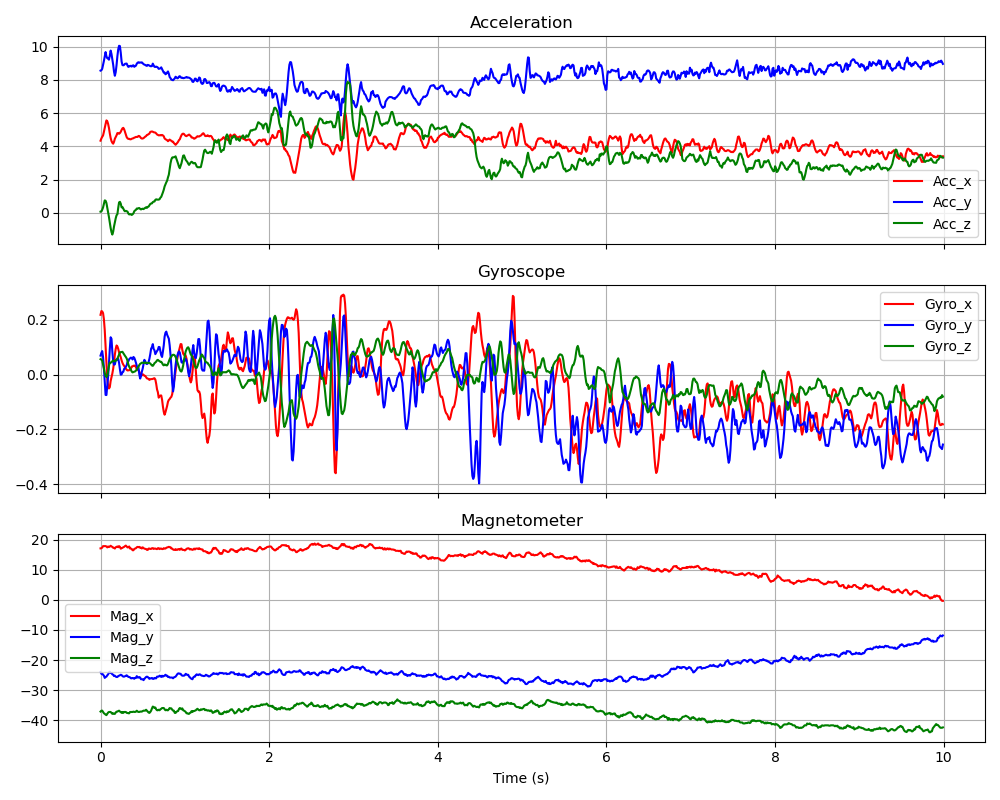 Acceleration
10
8
6
4
2
0
Acc_x
Acc_y
Acc_z
Gyroscope
0.2
0.0
−0.2
−0.4
Gyro_x
Gyro_y
Gyro_z
Magnetometer
20
10
0
−10
−20
−30
−40
Mag_x
Mag_y
Mag_z
0 2 4 6 8 10
Time (s)